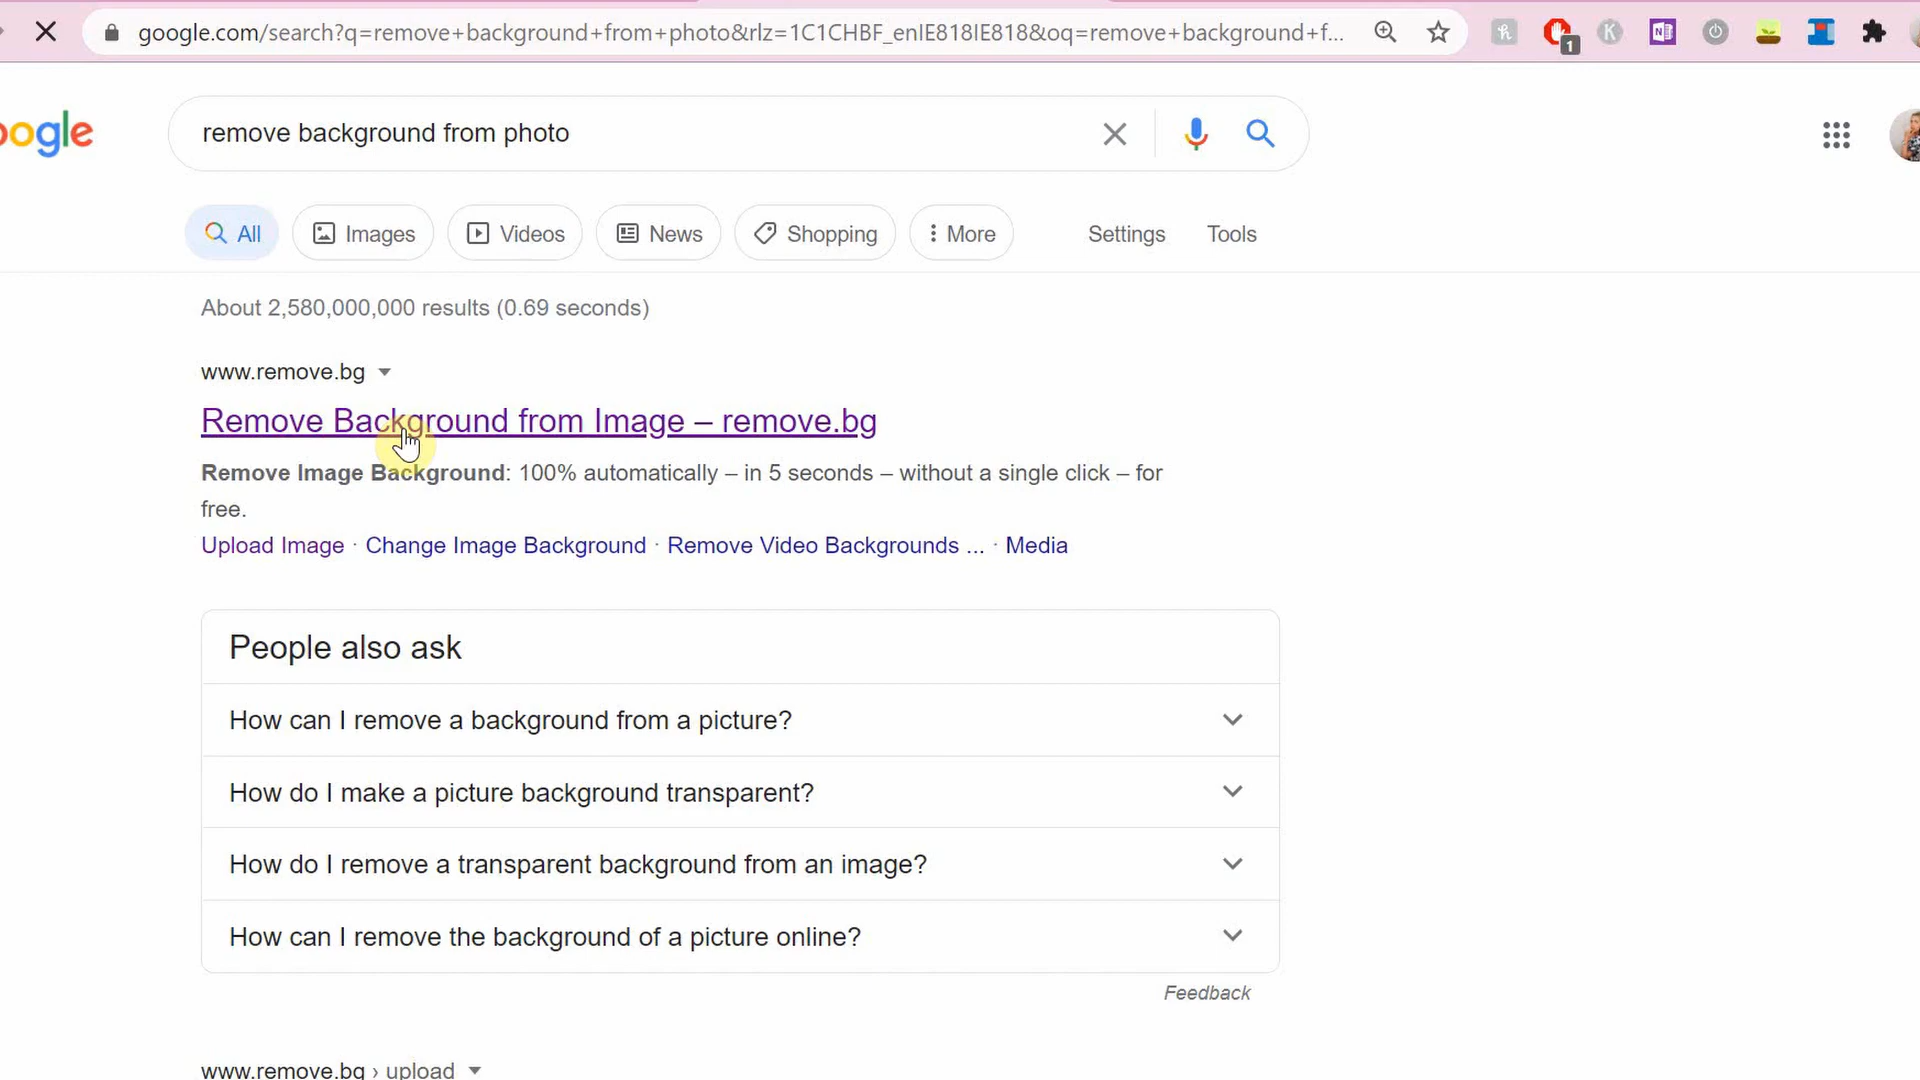 google.com/search?q=remove+background+from+photo&rlz=1C1CHBF_enIE818IE818&oq=remove+background+f...
1
oogle
remove background from photo
All
Images
Videos
News
Shopping
More
Settings
Tools
About 2,580,000,000 results (0.69 seconds)
www.remove.bg
Remove Background from Image – remove.bg
Remove Image Background: 100% automatically – in 5 seconds – without a single click – for
free.
Upload Image · Change Image Background · Remove Video Backgrounds ... · Media
People also ask
How can I remove a background from a picture?
How do I make a picture background transparent?
How do I remove a transparent background from an image?
How can I remove the background of a picture online?
Feedback
www.remove.bg › upload